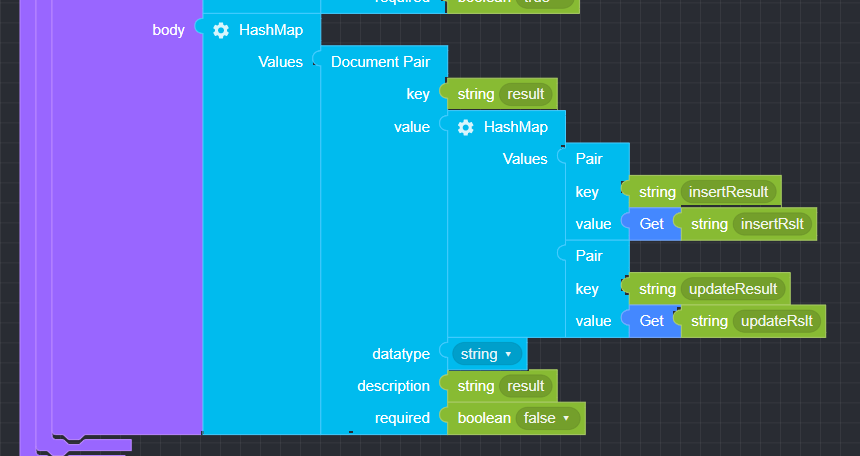 required boolean true
body HashMap
Values Document Pair
key string result
value HashMap
Values Pair
key string insertResult
value Get string insertRslt
Pair
key string updateResult
value Get string updateRslt
datatype string
description string result
required boolean false